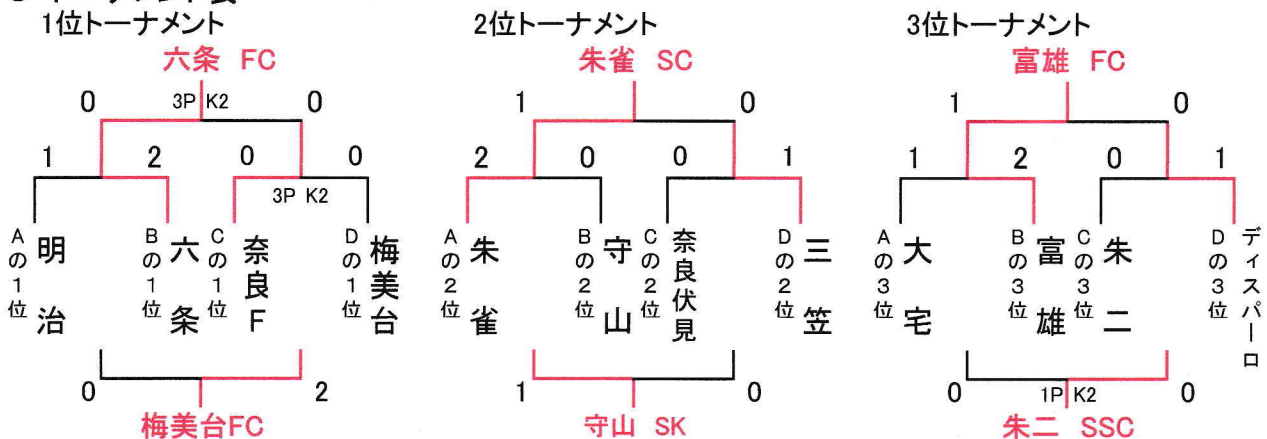 1位トーナメント
六条 FC
0 3P K2 0
1 2 0 0
3P K2
Aの1位 明治
Bの1位 六条
Cの1位 奈良F
Dの1位 梅美台
0 2
梅美台FC
2位トーナメント
朱雀 SC
1 0
2 0 0 1
Aの2位 朱雀
Bの2位 守山
Cの2位 奈良伏見
Dの2位 三笠
1 0
守山 SK
3位トーナメント
富雄 FC
1 0
1 2 0 1
Aの3位 大宅
Bの3位 富雄
Cの3位 朱二
Dの3位 ディスパーロ
0 1P K2 0
朱二 SSC